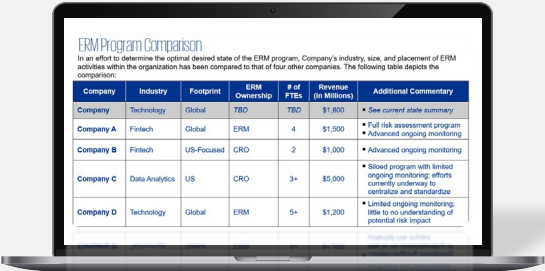 ERM Program Comparison
In an effort to determine the optimal desired state of the ERM program, Company's industry, size, and placement of ERM
activities within the organization has been compared to that of four other companies. The following table depicts the
comparison:
Company Industry Footprint ERM Ownership # of FTEs Revenue (in Millions) Additional Commentary
Company Technology Global TBD TBD $1,800 ▪ See current state summary
Company A Fintech Global ERM 4 $1,500 ▪ Full risk assessment program
▪ Advanced ongoing monitoring
Company B Fintech US-Focused CRO 2 $1,000 ▪ Advanced ongoing monitoring
Company C Data Analytics US CRO 3+ $5,000 ▪ Siloed program with limited
ongoing monitoring; efforts
currently underway to
centralize and standardize
Company D Technology Global ERM 5+ $1,200 ▪ Limited ongoing monitoring;
little to no understanding of
potential risk impact